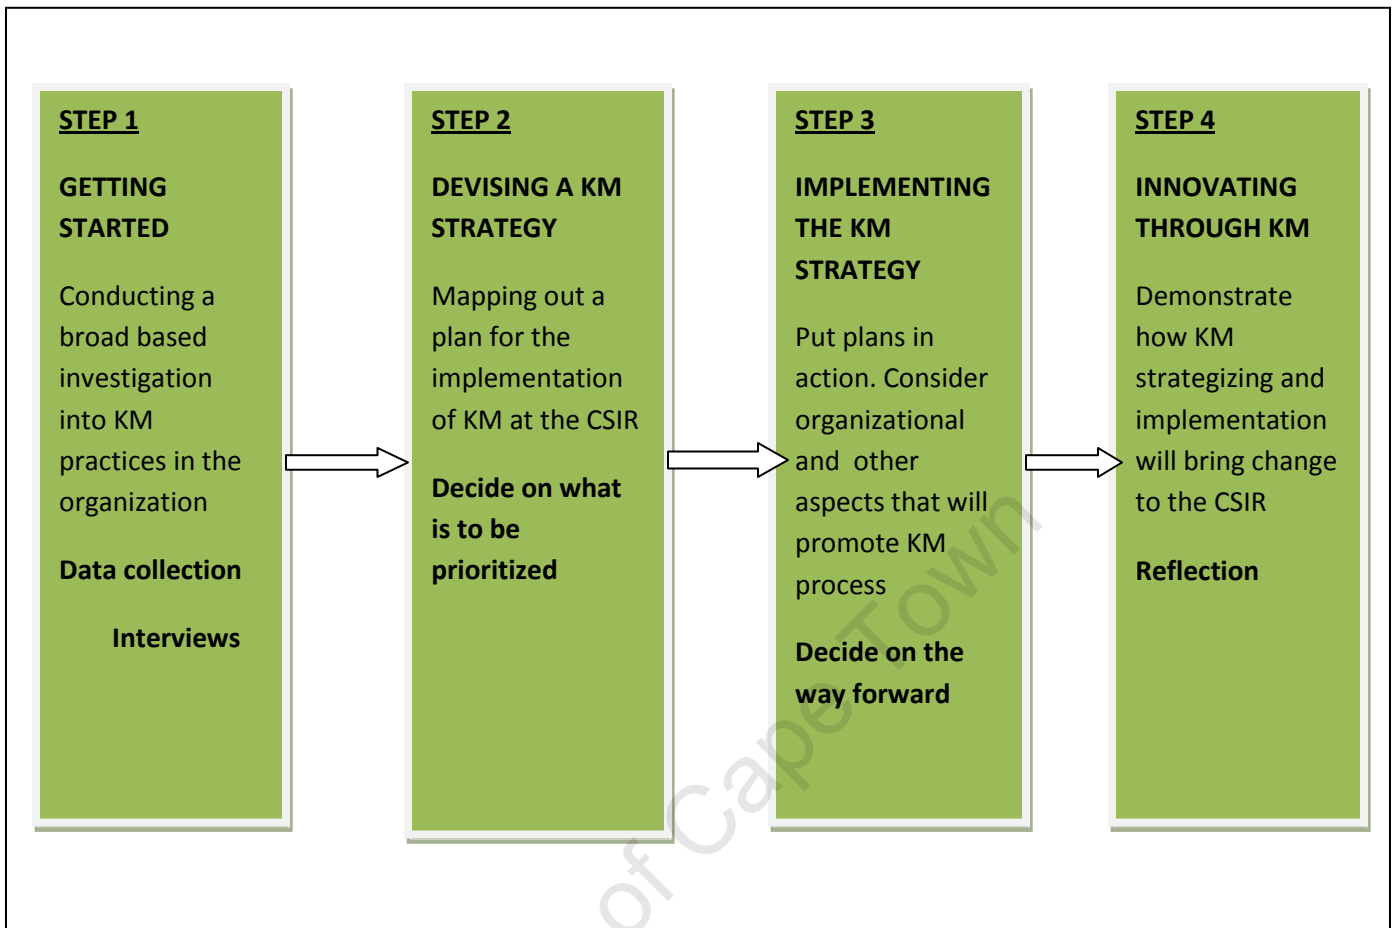 STEP 1
GETTING
STARTED
Conducting a
broad based
investigation
into KM
practices in the
organization
Data collection
Interviews
STEP 2
DEVISING A KM
STRATEGY
Mapping out a
plan for the
implementation
of KM at the CSIR
Decide on what
is to be
prioritized
STEP 3
IMPLEMENTING
THE KM
STRATEGY
Put plans in
action. Consider
organizational
and other
aspects that will
promote KM
process
Decide on the
way forward
STEP 4
INNOVATING
THROUGH KM
Demonstrate
how KM
strategizing and
implementation
will bring change
to the CSIR
Reflection
of Cape Town